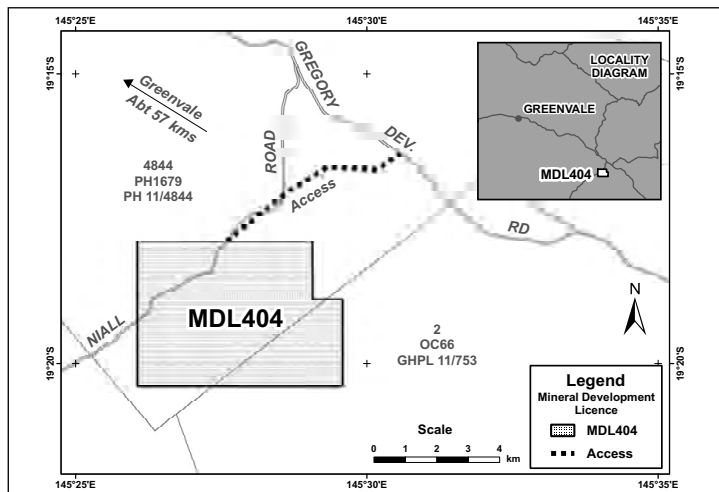 145°25'E
145°30'E
145°35'E
19°15'S
19°15'S
Greenvale
Abt 57 kms
GREGORY
DEV.
RD
ROAD
Access
4844
PH1679
PH 11/4844
LOCALITY
DIAGRAM
GREENVALE
MDL404
MDL404
NIALL
N
2
OC66
GHPL 11/753
19°20'S
19°20'S
Scale
0 1 2 3 4
km
Legend
Mineral Development
Licence
MDL404
Access
145°25'E
145°30'E
145°35'E